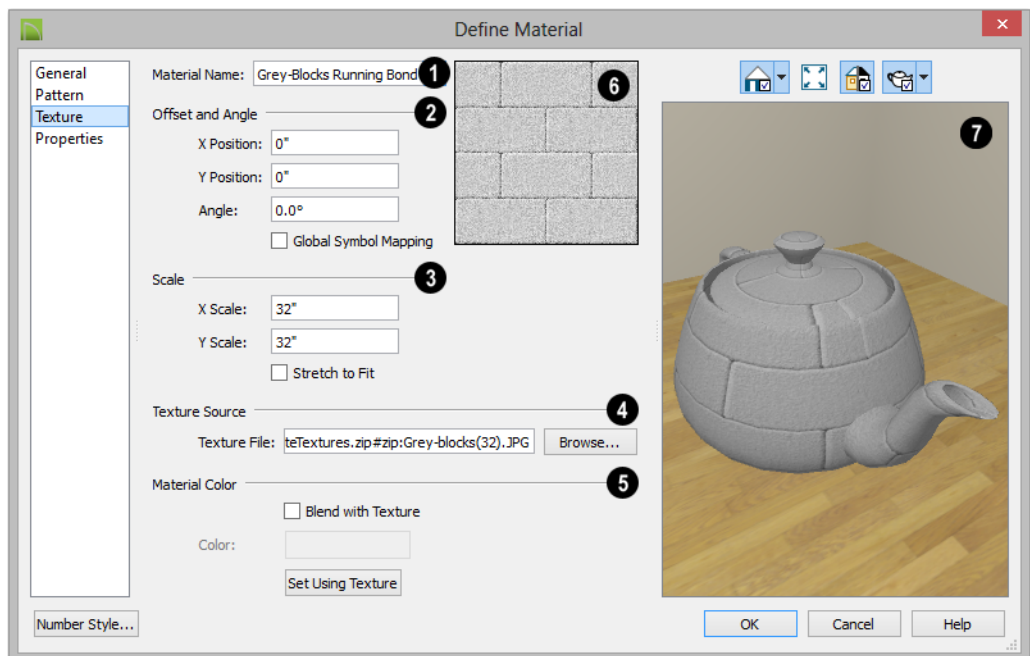 Define Material
General
Pattern
Texture
Properties
Material Name: Grey-Blocks Running Bond 1
Offset and Angle 2
X Position: 0"
Y Position: 0"
Angle: 0.0°
Global Symbol Mapping
Scale 3
X Scale: 32"
Y Scale: 32"
Stretch to Fit
Texture Source 4
Texture File: teTextures.zip#zip:Grey-blocks(32).JPG Browse...
Material Color 5
Blend with Texture
Color:
Set Using Texture
6
7
Number Style... OK Cancel Help